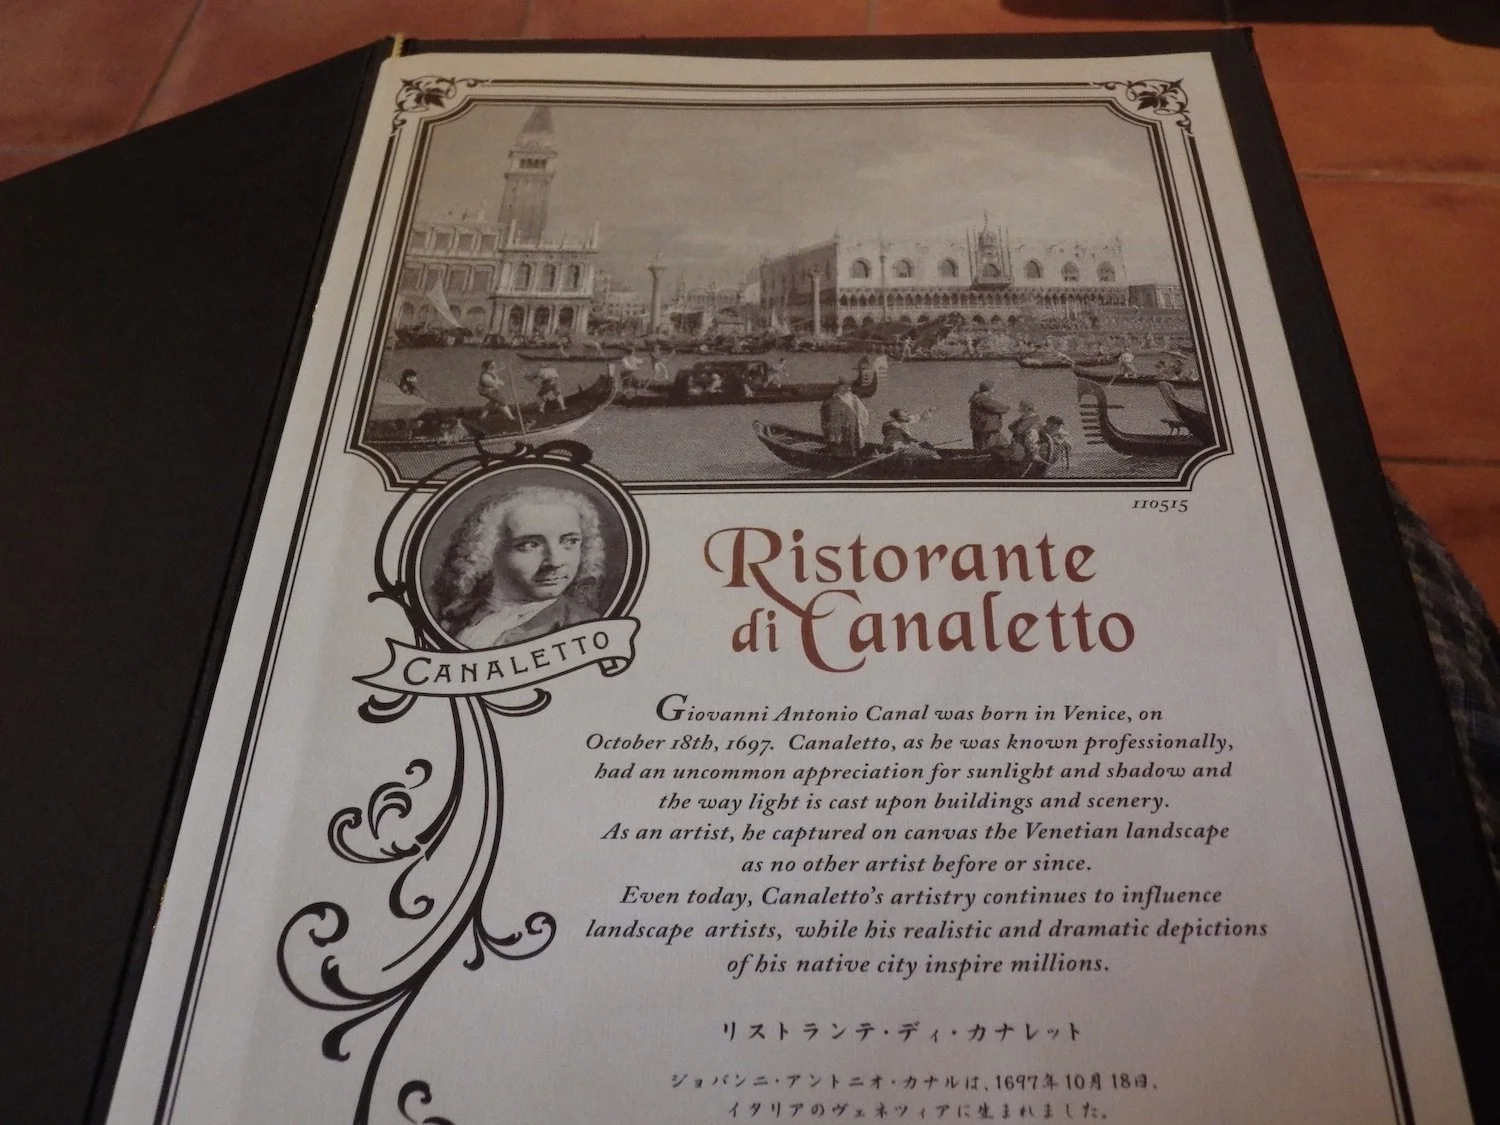 110515
Ristorante
di Canaletto
CANALETTO
Giovanni Antonio Canal was born in Venice, on
October 18th, 1697. Canaletto, as he was known professionally,
had an uncommon appreciation for sunlight and shadow and
the way light is cast upon buildings and scenery.
As an artist, he captured on canvas the Venetian landscape
as no other artist before or since.
Even today, Canaletto's artistry continues to influence
landscape artists, while his realistic and dramatic depictions
of his native city inspire millions.
リストランテ・ディ・カナレット
ジョバンニ・アントニオ・カナルは、1697年10月18日、
イタリアのヴェネツィアに生まれました。